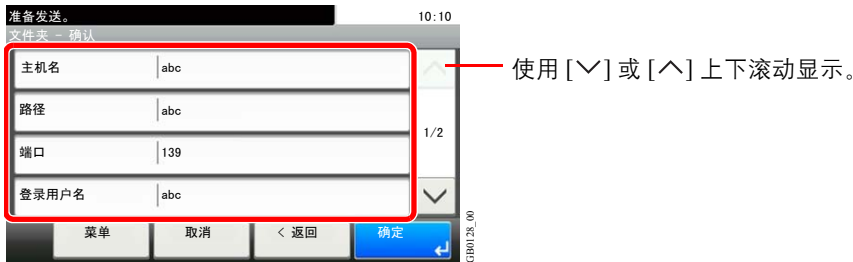 准备发送。 10:10
文件夹 - 确认
主机名 abc
路径 abc
1/2
端口 139
登录用户名 abc
菜单 取消 < 返回 确定
使用 [∨] 或 [∧] 上下滚动显示。
GB0128_00